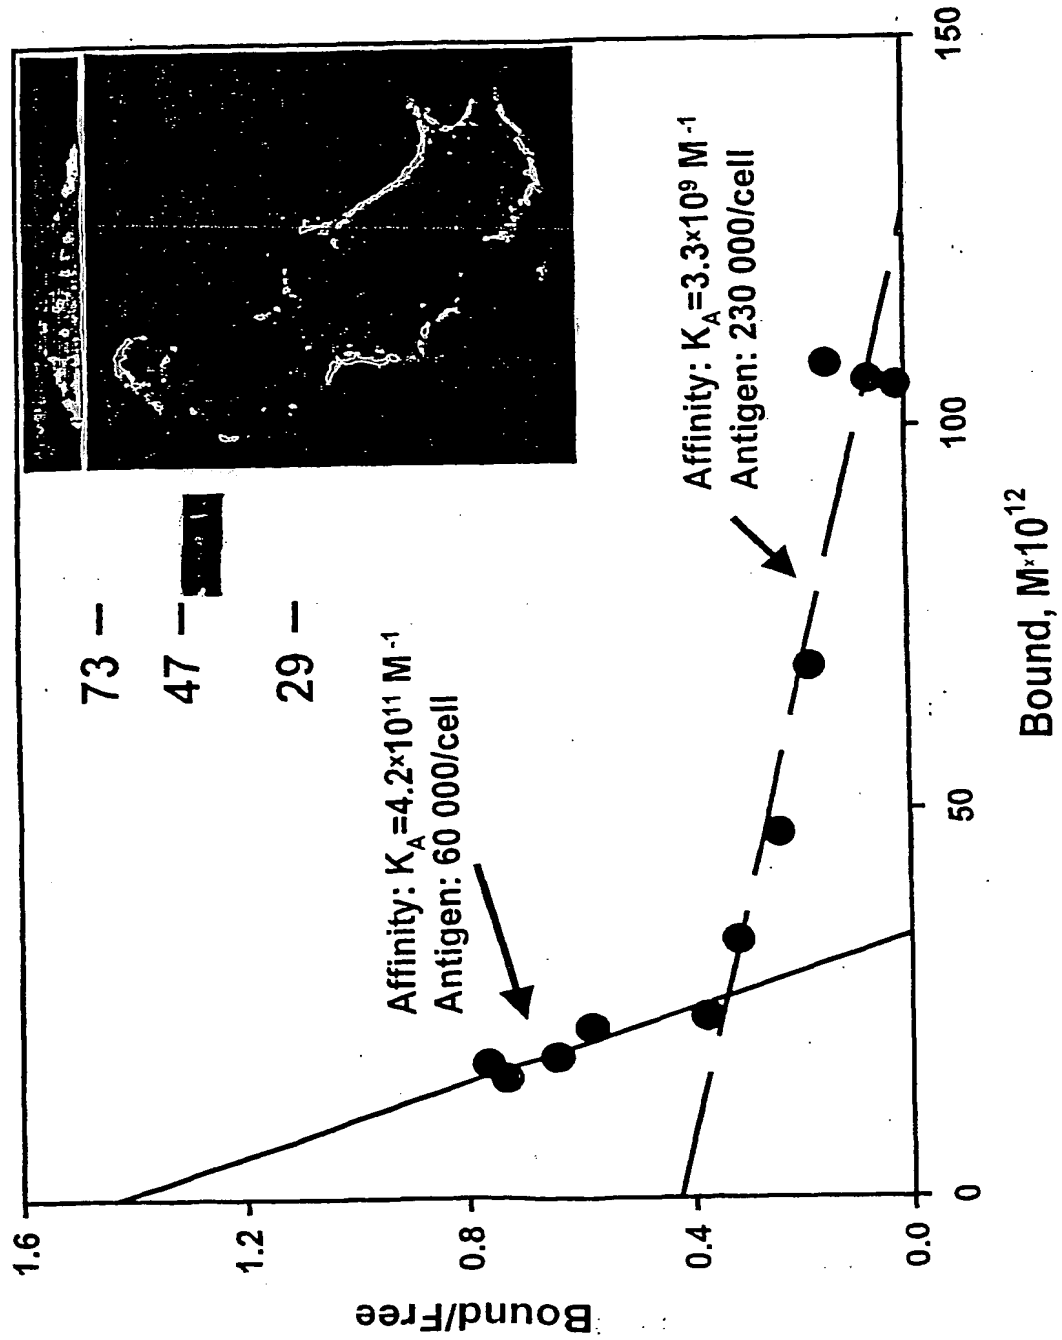 Bound/Free
1.6
1.2
0.8
0.4
0.0
73 –
47 –
29 –
Affinity: K_A=4.2×10¹¹ M⁻¹
Antigen: 60 000/cell
Affinity: K_A=3.3×10⁹ M⁻¹
Antigen: 230 000/cell
0
50
100
150
Bound, M×10¹²